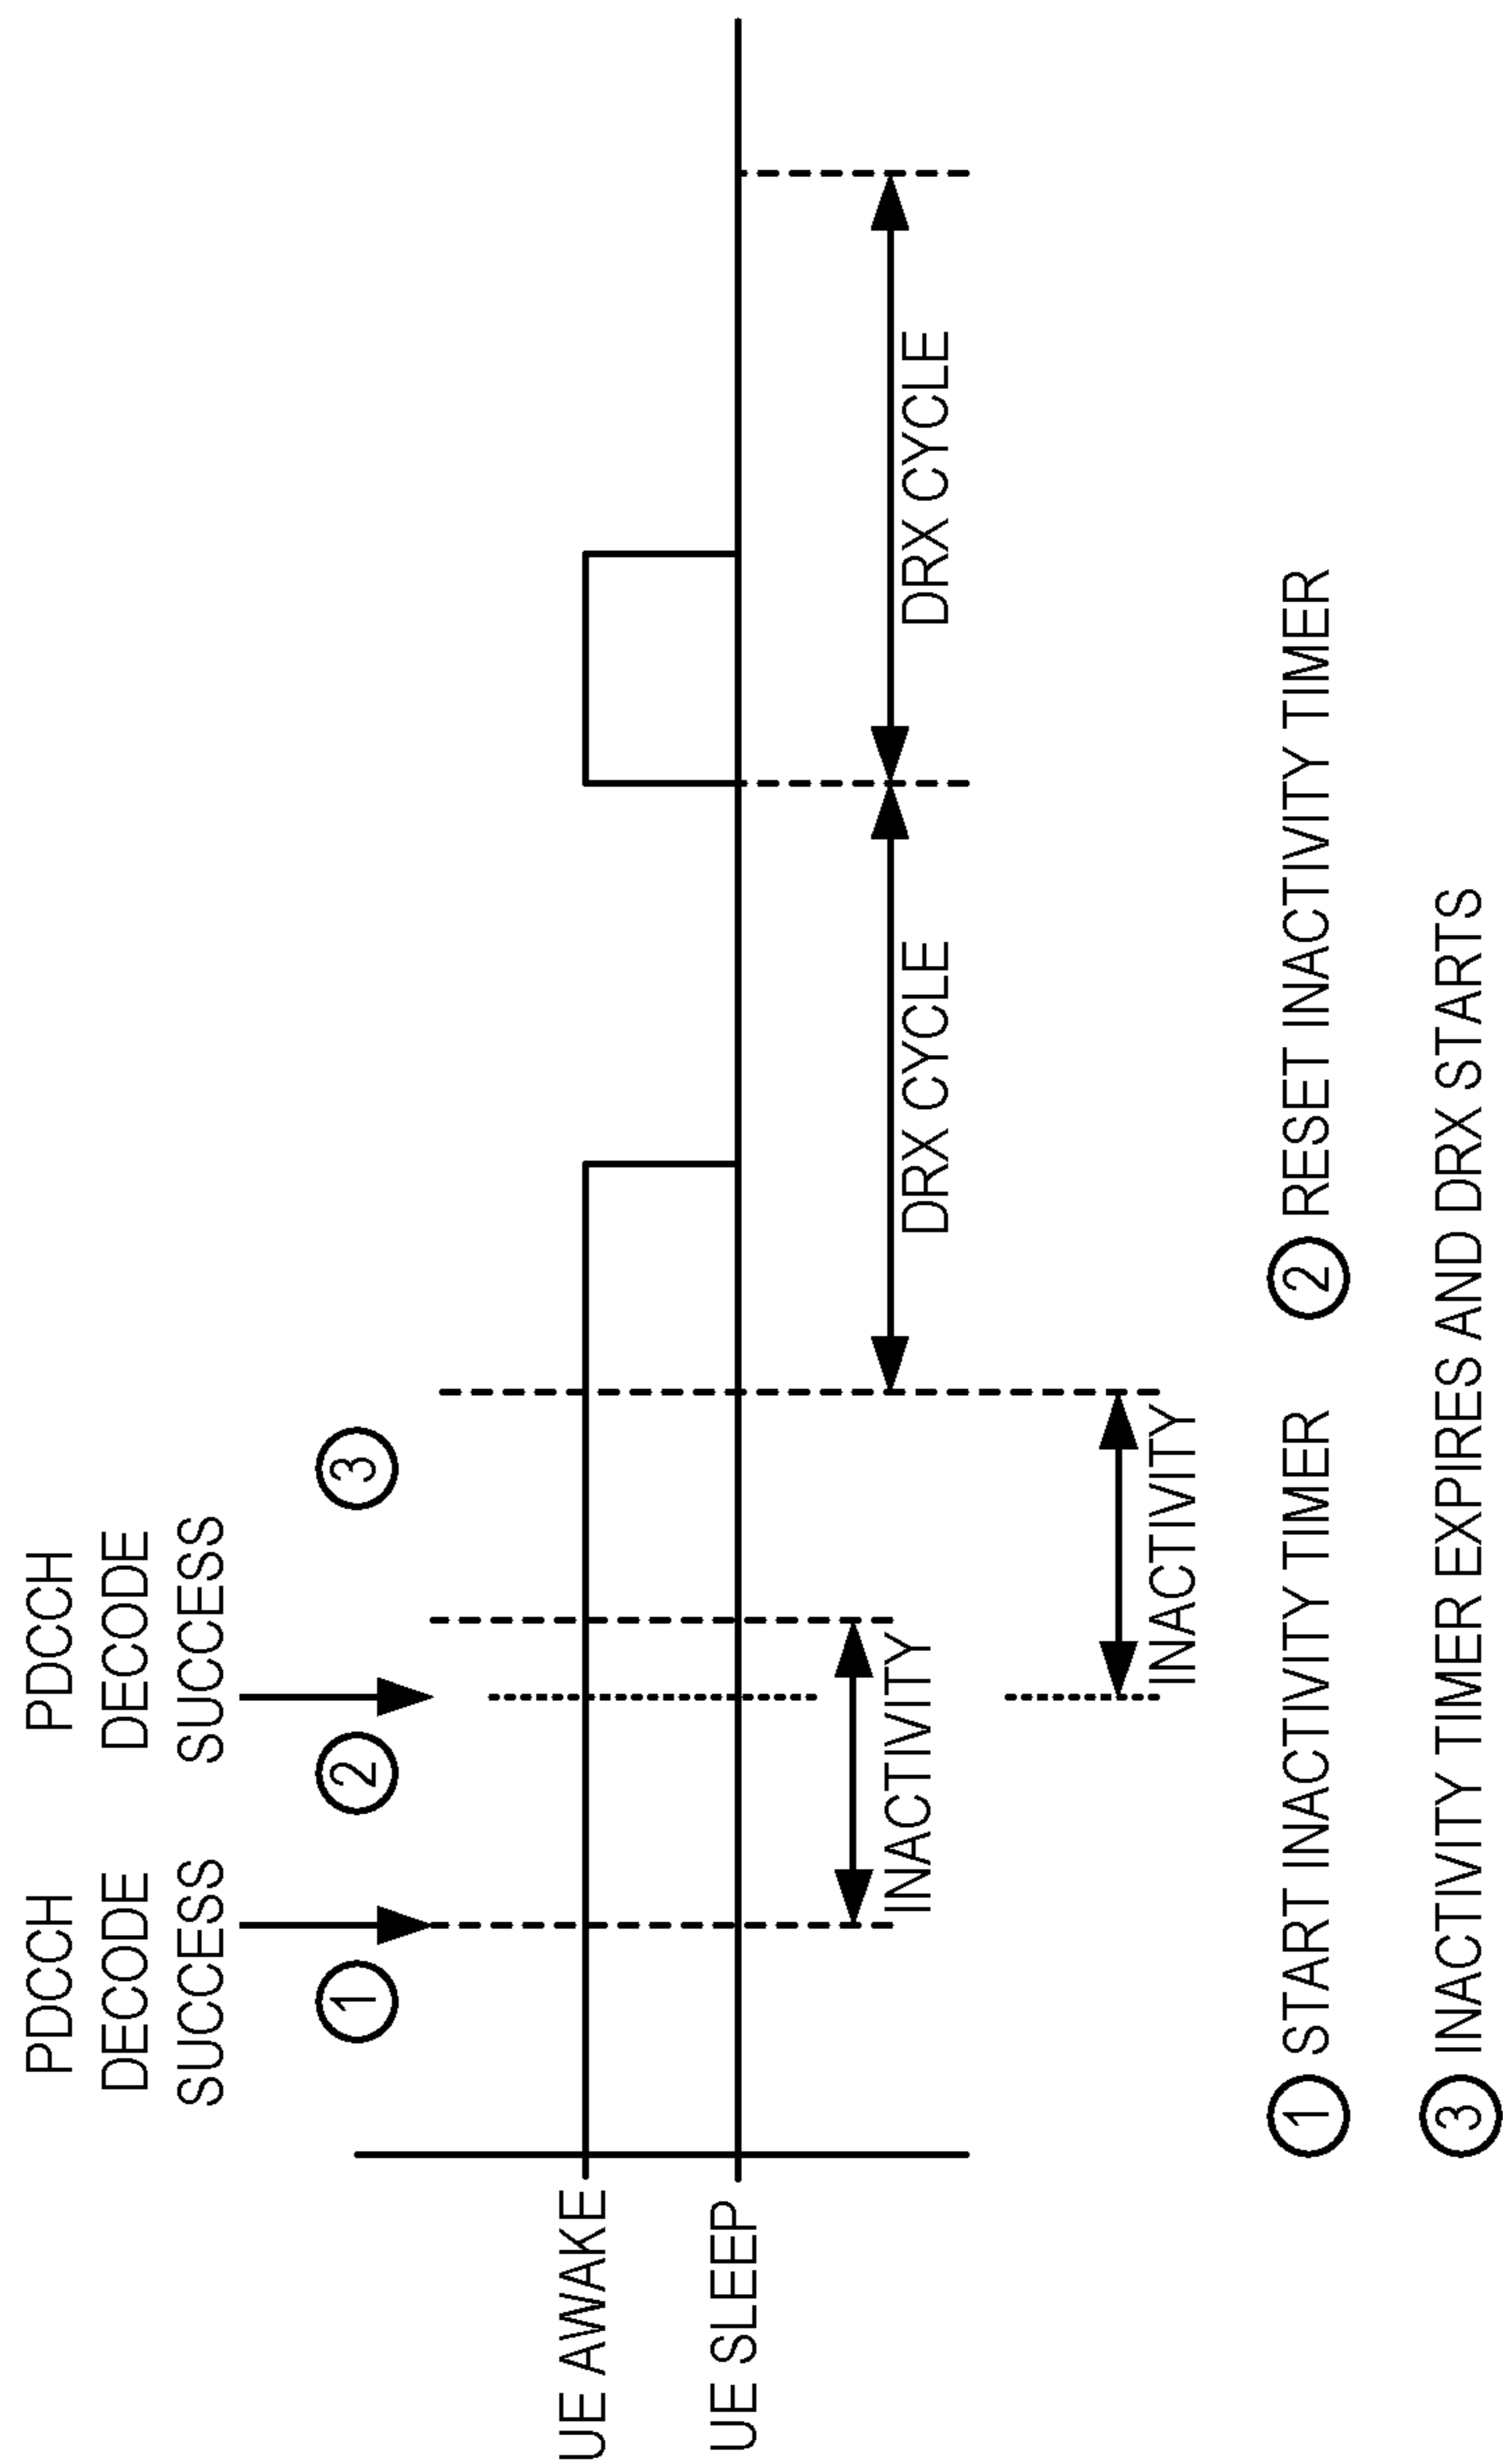 PDCCH
DECODE
SUCCESS
PDCCH
DECODE
SUCCESS
1
2
3
UE AWAKE
UE SLEEP
INACTIVITY
DRX CYCLE
DRX CYCLE
INACTIVITY
1 START INACTIVITY TIMER
2 RESET INACTIVITY TIMER
3 INACTIVITY TIMER EXPIRES AND DRX STARTS